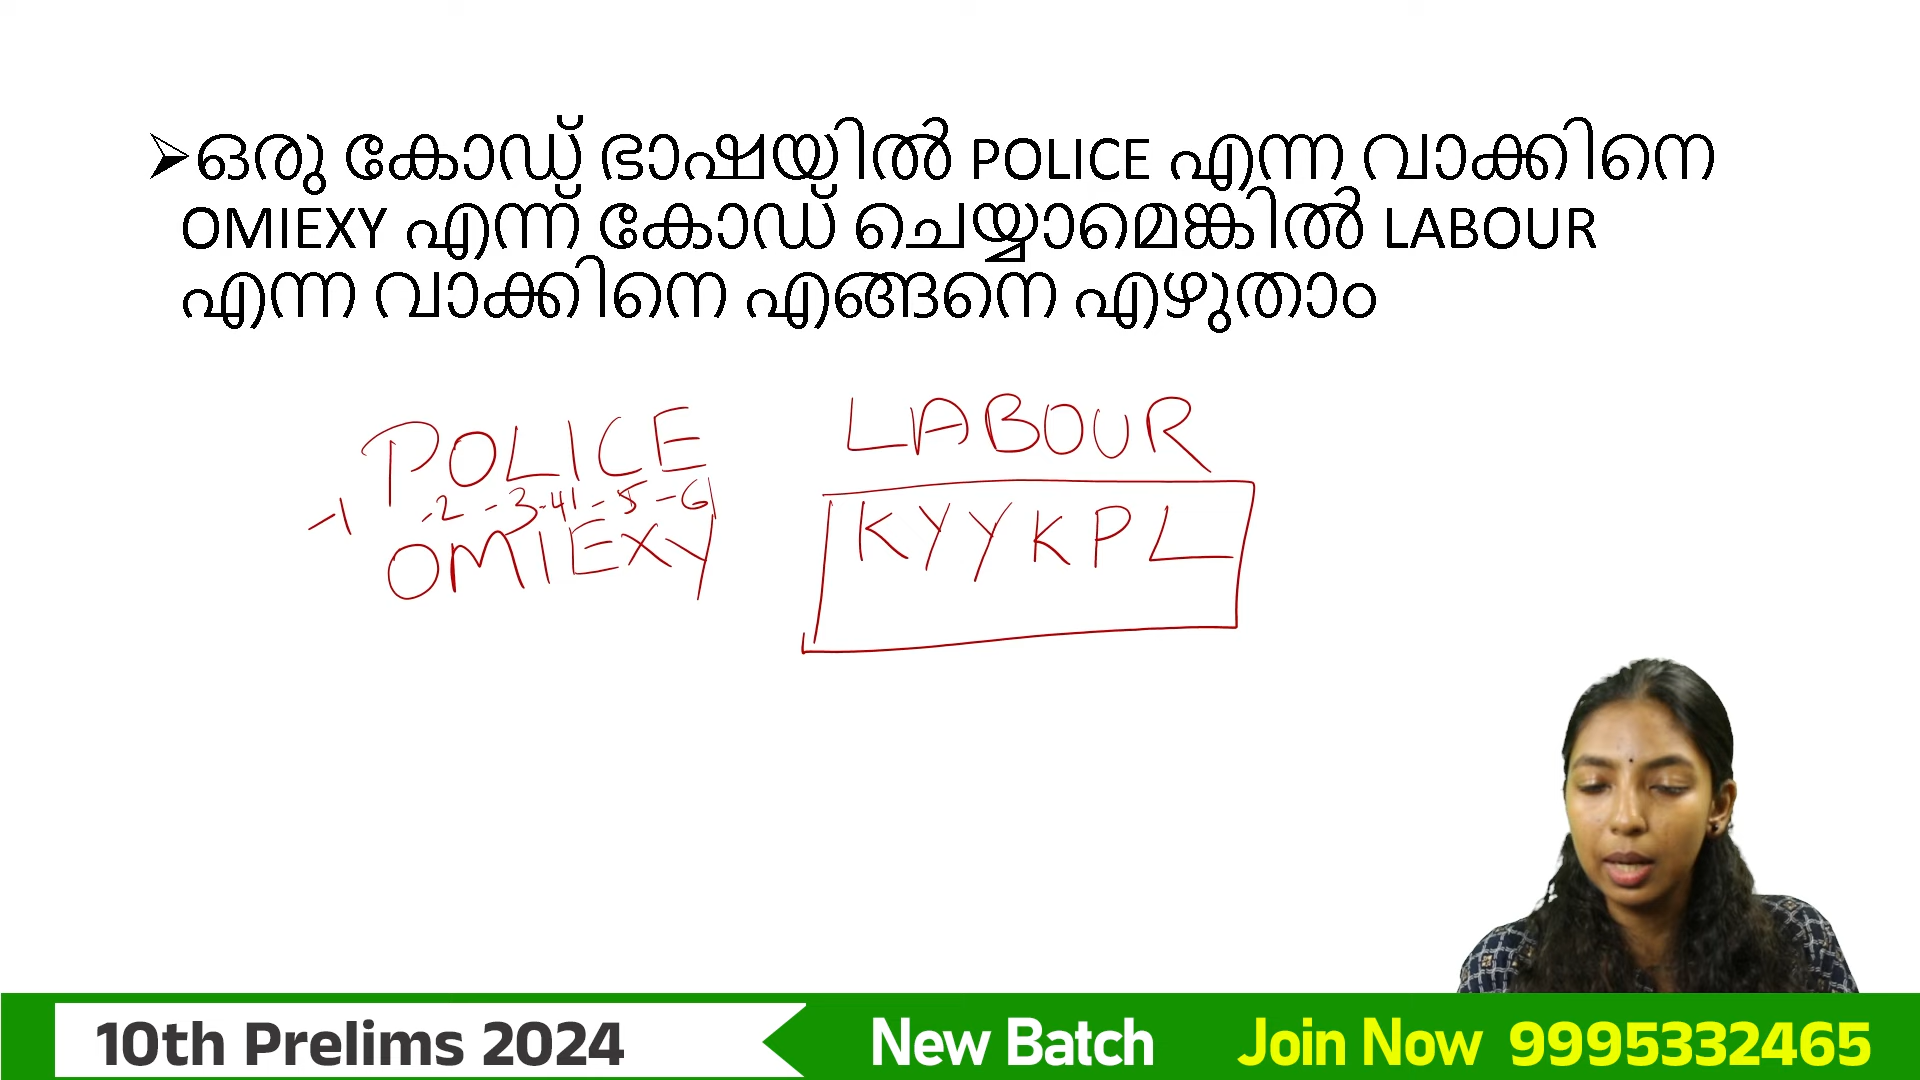 ➢ഒരു കോഡ് ഭാഷയിൽ POLICE എന്ന വാക്കിനെ
OMIEXY എന്ന് കോഡ് ചെയ്യാമെങ്കിൽ LABOUR
എന്ന വാക്കിനെ എങ്ങനെ എഴുതാം
POLICE
-1 -2 -3 -4 -5 -6
OMIEXY
LABOUR
KYYKPL
10th Prelims 2024
New Batch
Join Now 9995332465